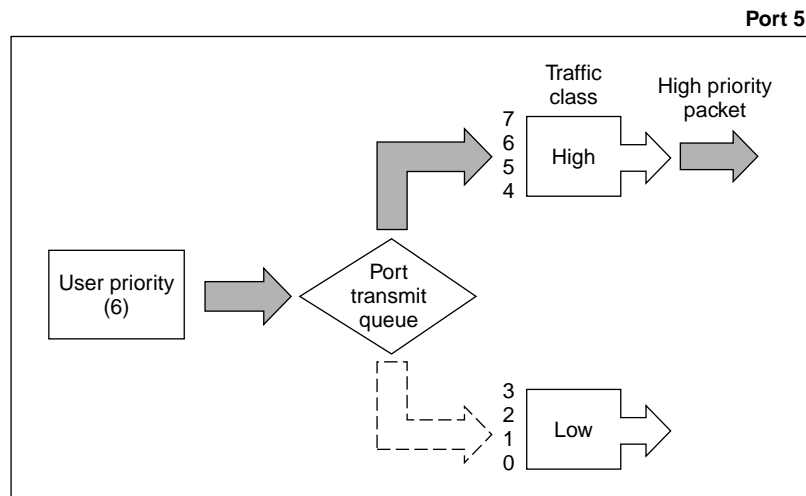 Port 5
Traffic
class
High priority
packet
7
6
5
4
High
User priority
(6)
Port
transmit
queue
3
2
1
0
Low